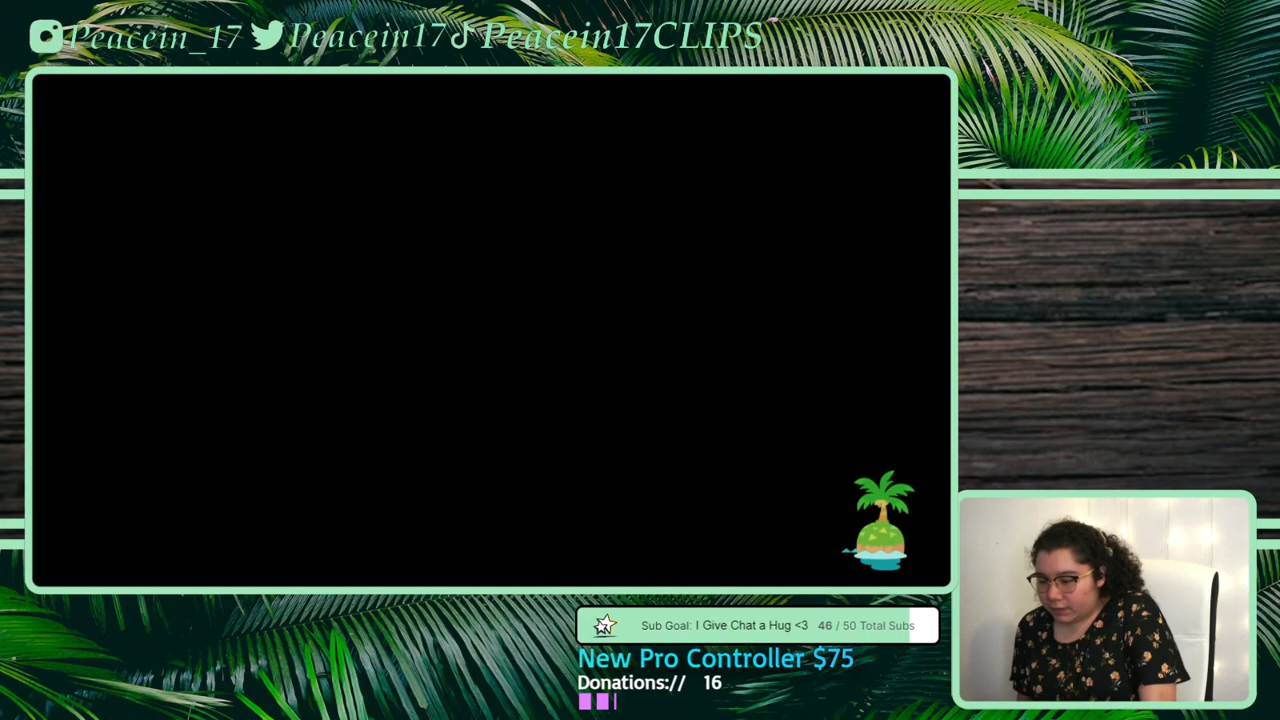 Peacein_17 Peacein17 Peacein17CLIPS
Sub Goal: I Give Chat a Hug <3 46 / 50 Total Subs
New Pro Controller $75
Donations:// 16